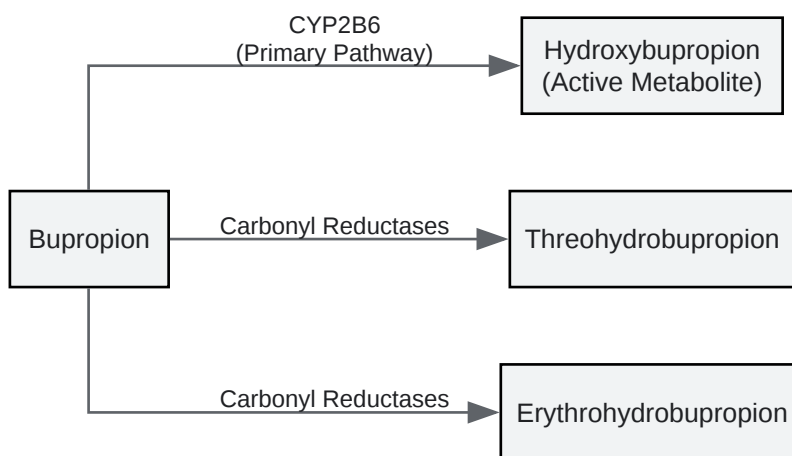 CYP2B6
(Primary Pathway)
Hydroxybupropion
(Active Metabolite)
Bupropion
Carbonyl Reductases
Threohydrobupropion
Carbonyl Reductases
Erythrohydrobupropion